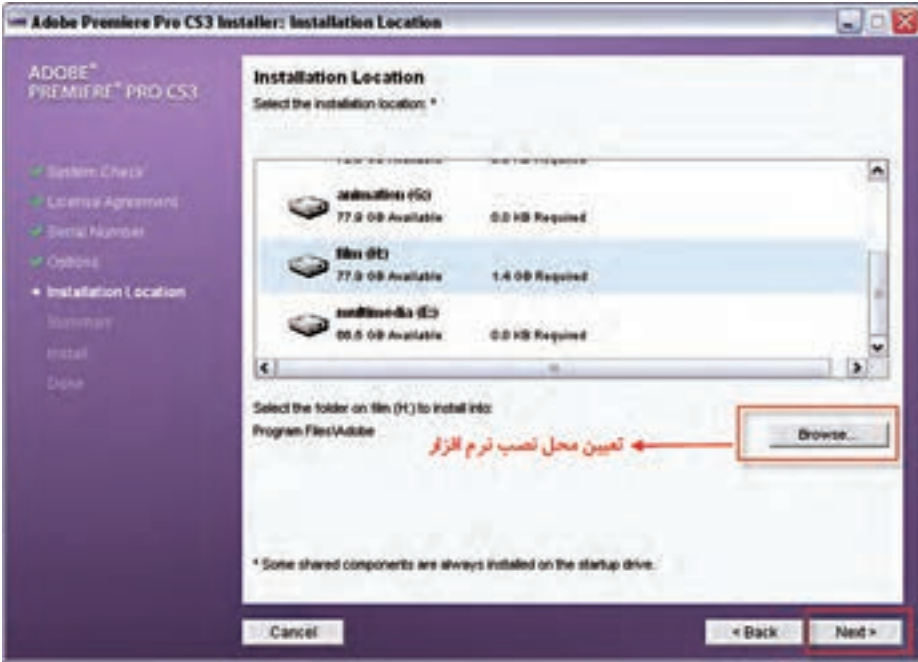 Adobe Premiere Pro CS3 Installer: Installation Location
ADOBE®
PREMIERE® PRO CS3
System Check
License Agreement
Serial Number
Options
Installation Location
Summary
Install
Done
Installation Location
Select the installation location: *
animation (G:)
77.9 GB Available 0.0 KB Required
film (H:)
77.9 GB Available 1.4 GB Required
multimedia (E:)
0.0 KB Required
Select the folder on film (H:) to install into:
Program Files\Adobe
Browse...
تعیین محل نصب نرم افزار
* Some shared components are always installed on the startup drive.
Cancel
< Back
Next >